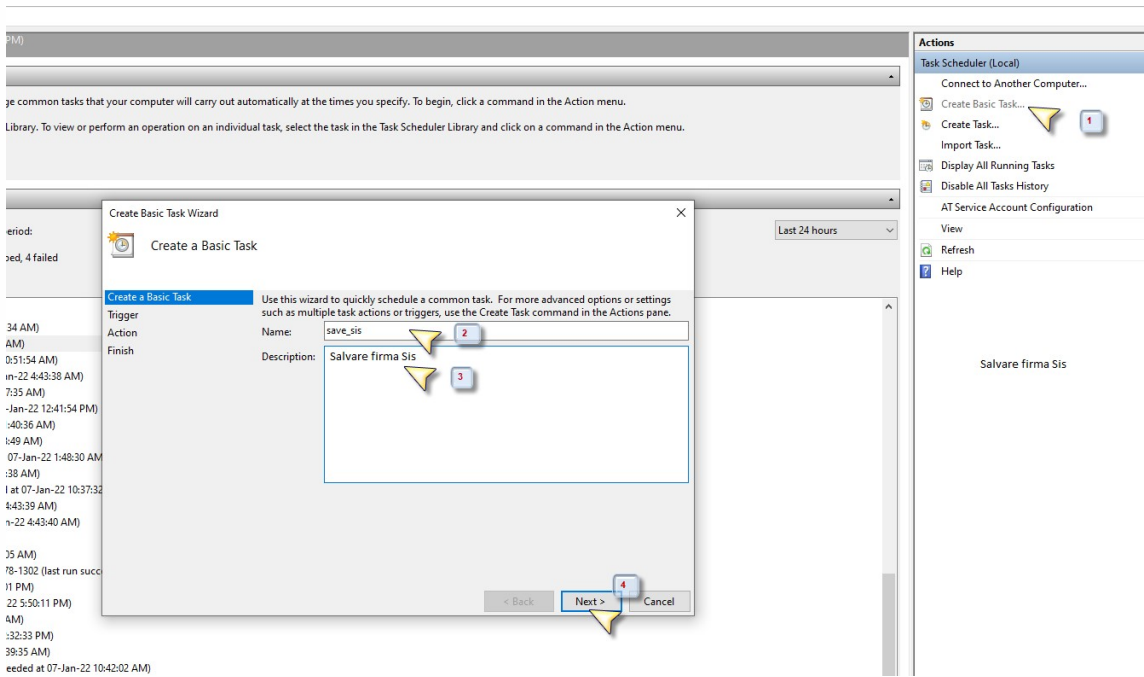 PM)
ge common tasks that your computer will carry out automatically at the times you specify. To begin, click a command in the Action menu.
Library. To view or perform an operation on an individual task, select the task in the Task Scheduler Library and click on a command in the Action menu.
eriod:
Last 24 hours
ped, 4 failed
34 AM)
AM)
0:51:54 AM)
an-22 4:43:38 AM)
7:35 AM)
-Jan-22 12:41:54 PM)
:40:36 AM)
3:49 AM)
07-Jan-22 1:48:30 AM
:38 AM)
l at 07-Jan-22 10:37:32
4:43:39 AM)
n-22 4:43:40 AM)
05 AM)
78-1302 (last run succ
01 PM)
22 5:50:11 PM)
AM)
:32:33 PM)
39:35 AM)
eeded at 07-Jan-22 10:42:02 AM)
Create Basic Task Wizard
Create a Basic Task
Create a Basic Task
Trigger
Action
Finish
Use this wizard to quickly schedule a common task. For more advanced options or settings
such as multiple task actions or triggers, use the Create Task command in the Actions pane.
Name: save_sis
2
Description: Salvare firma Sis
3
4
< Back Next > Cancel
Actions
Task Scheduler (Local)
Connect to Another Computer...
Create Basic Task...
1
Create Task...
Import Task...
Display All Running Tasks
Disable All Tasks History
AT Service Account Configuration
View
Refresh
Help
Salvare firma Sis